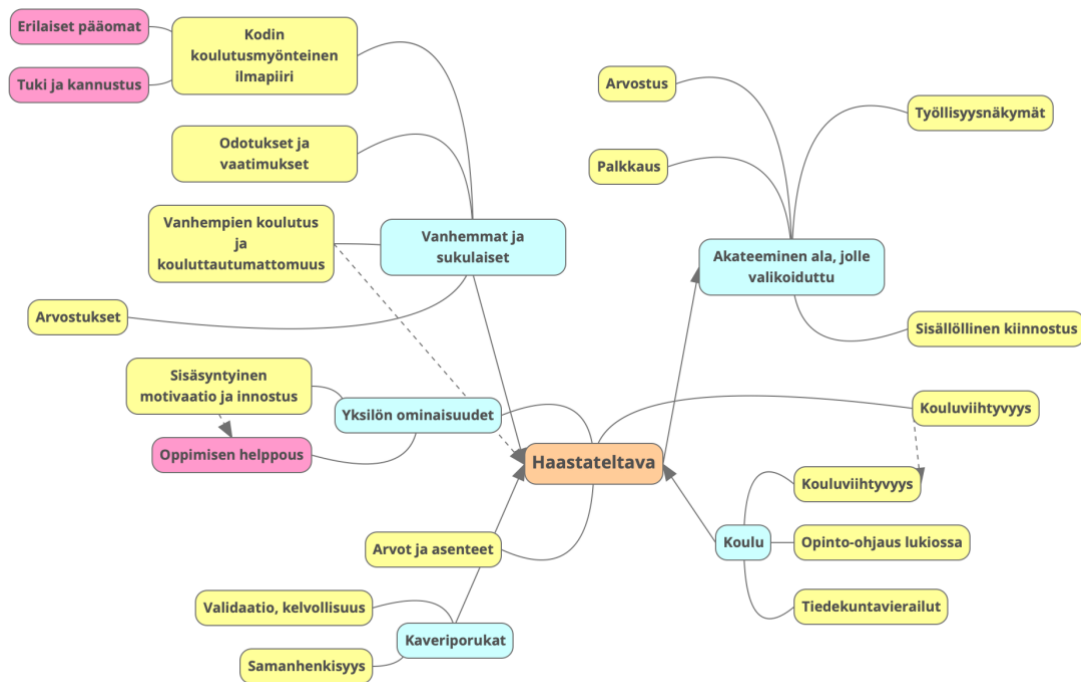 Erilaiset pääomat
Tuki ja kannustus
Kodin
koulutusmyönteinen
ilmapiiri
Odotukset ja
vaatimukset
Vanhempien koulutus
ja
kouluttautumattomuus
Arvostukset
Vanhemmat ja
sukulaiset
Sisäsyntyinen
motivaatio ja innostus
Oppimisen helppous
Yksilön ominaisuudet
Haastateltava
Arvot ja asenteet
Validaatio, kelvollisuus
Samanhenkisyys
Kaveriporukat
Arvostus
Palkkaus
Työllisyysnäkymät
Akateeminen ala, jolle
valikoiduttu
Sisällöllinen kiinnostus
Kouluviihtyvyys
Kouluviihtyvyys
Koulu
Opinto-ohjaus lukiossa
Tiedekuntavierailut